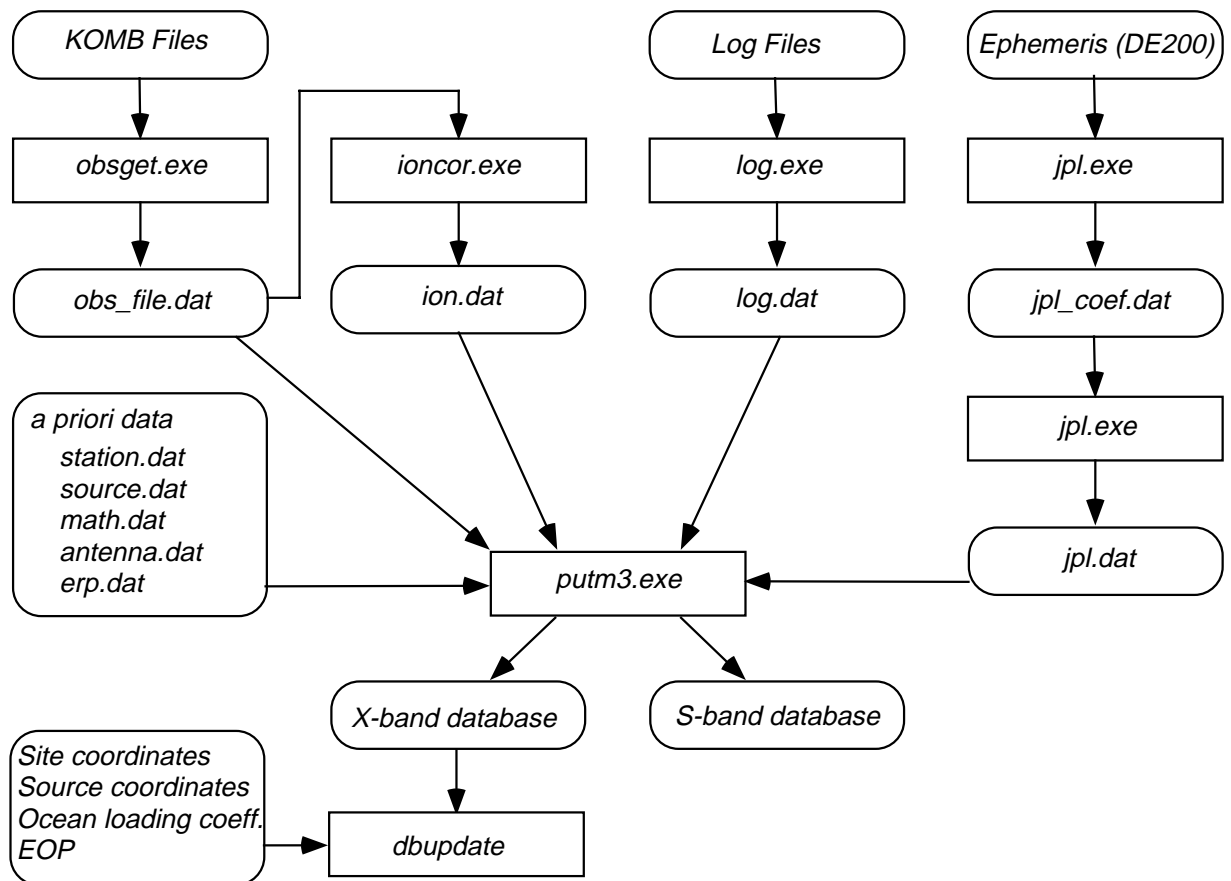 KOMB Files
Log Files
Ephemeris (DE200)
obsget.exe
ioncor.exe
log.exe
jpl.exe
obs_file.dat
ion.dat
log.dat
jpl_coef.dat
a priori data
station.dat
source.dat
math.dat
antenna.dat
erp.dat
jpl.exe
putm3.exe
jpl.dat
X-band database
S-band database
Site coordinates
Source coordinates
Ocean loading coeff.
EOP
dbupdate